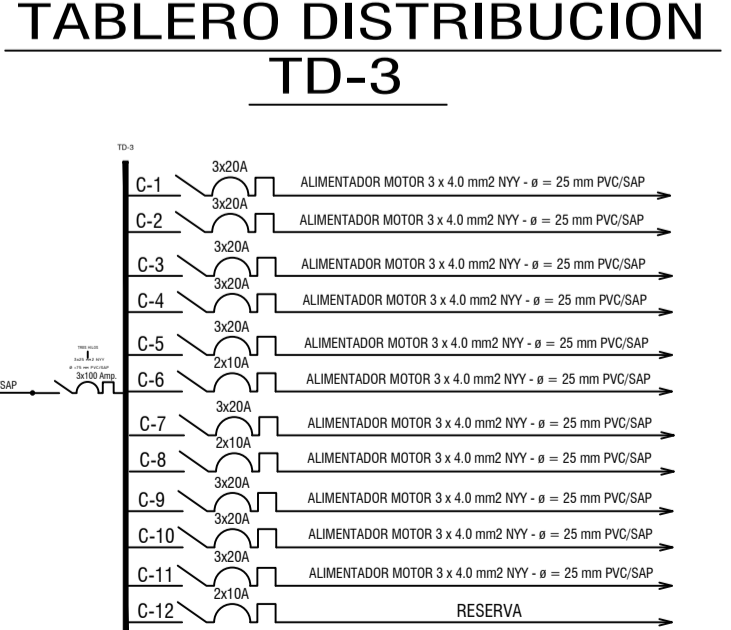 TABLERO DISTRIBUCION
TD-3
TD-3
3x20A
C-1 ALIMENTADOR MOTOR 3 x 4.0 mm2 NYY - ø = 25 mm PVC/SAP
3x20A
C-2 ALIMENTADOR MOTOR 3 x 4.0 mm2 NYY - ø = 25 mm PVC/SAP
3x20A
C-3 ALIMENTADOR MOTOR 3 x 4.0 mm2 NYY - ø = 25 mm PVC/SAP
3x20A
C-4 ALIMENTADOR MOTOR 3 x 4.0 mm2 NYY - ø = 25 mm PVC/SAP
3x20A
C-5 ALIMENTADOR MOTOR 3 x 4.0 mm2 NYY - ø = 25 mm PVC/SAP
2x10A
C-6 ALIMENTADOR MOTOR 3 x 4.0 mm2 NYY - ø = 25 mm PVC/SAP
SAP
3x100 Amp.
3x20A
C-7 ALIMENTADOR MOTOR 3 x 4.0 mm2 NYY - ø = 25 mm PVC/SAP
2x10A
C-8 ALIMENTADOR MOTOR 3 x 4.0 mm2 NYY - ø = 25 mm PVC/SAP
3x20A
C-9 ALIMENTADOR MOTOR 3 x 4.0 mm2 NYY - ø = 25 mm PVC/SAP
3x20A
C-10 ALIMENTADOR MOTOR 3 x 4.0 mm2 NYY - ø = 25 mm PVC/SAP
3x20A
C-11 ALIMENTADOR MOTOR 3 x 4.0 mm2 NYY - ø = 25 mm PVC/SAP
2x10A
C-12 RESERVA